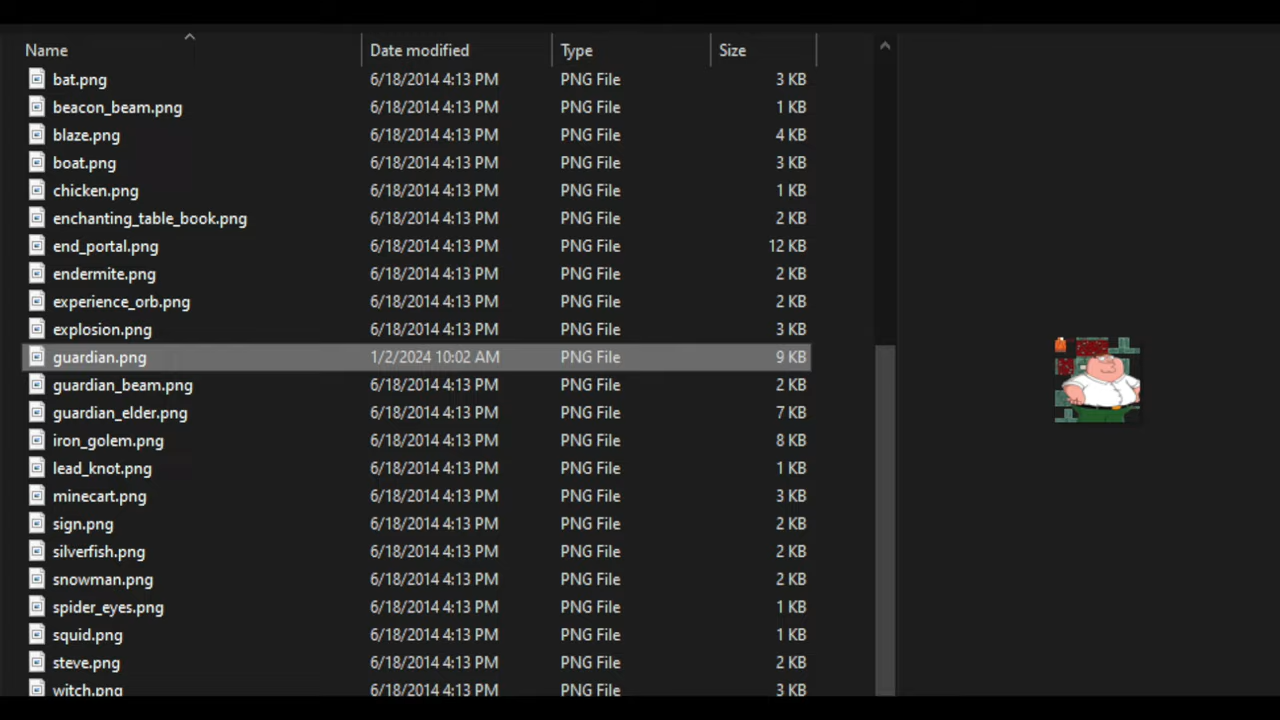 Name Date modified Type Size
bat.png 6/18/2014 4:13 PM PNG File 3 KB
beacon_beam.png 6/18/2014 4:13 PM PNG File 1 KB
blaze.png 6/18/2014 4:13 PM PNG File 4 KB
boat.png 6/18/2014 4:13 PM PNG File 3 KB
chicken.png 6/18/2014 4:13 PM PNG File 1 KB
enchanting_table_book.png 6/18/2014 4:13 PM PNG File 2 KB
end_portal.png 6/18/2014 4:13 PM PNG File 12 KB
endermite.png 6/18/2014 4:13 PM PNG File 2 KB
experience_orb.png 6/18/2014 4:13 PM PNG File 2 KB
explosion.png 6/18/2014 4:13 PM PNG File 3 KB
guardian.png 1/2/2024 10:02 AM PNG File 9 KB
guardian_beam.png 6/18/2014 4:13 PM PNG File 2 KB
guardian_elder.png 6/18/2014 4:13 PM PNG File 7 KB
iron_golem.png 6/18/2014 4:13 PM PNG File 8 KB
lead_knot.png 6/18/2014 4:13 PM PNG File 1 KB
minecart.png 6/18/2014 4:13 PM PNG File 3 KB
sign.png 6/18/2014 4:13 PM PNG File 2 KB
silverfish.png 6/18/2014 4:13 PM PNG File 2 KB
snowman.png 6/18/2014 4:13 PM PNG File 2 KB
spider_eyes.png 6/18/2014 4:13 PM PNG File 1 KB
squid.png 6/18/2014 4:13 PM PNG File 1 KB
steve.png 6/18/2014 4:13 PM PNG File 2 KB
witch.png 6/18/2014 4:13 PM PNG File 3 KB